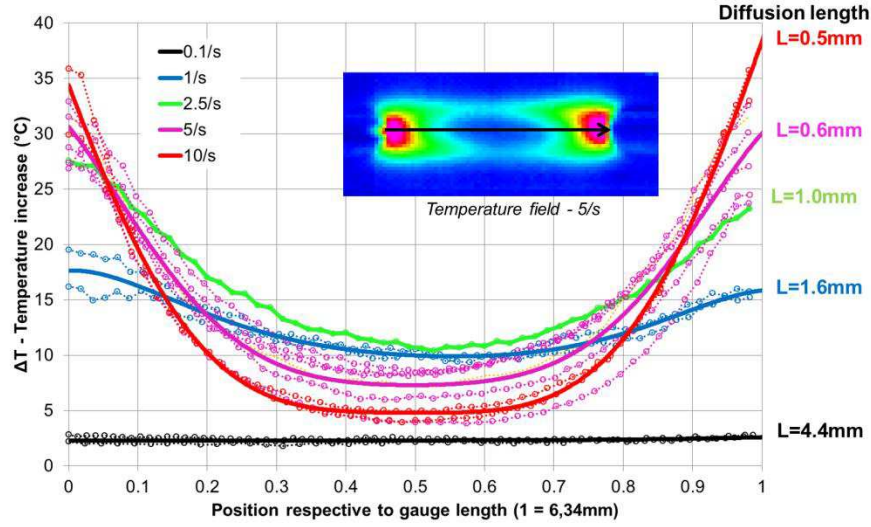 Diffusion length
40
35
30
25
20
15
10
5
0
ΔT - Temperature increase (°C)
0.1/s
1/s
2.5/s
5/s
10/s
Temperature field - 5/s
L=0.5mm
L=0.6mm
L=1.0mm
L=1.6mm
L=4.4mm
0 0.1 0.2 0.3 0.4 0.5 0.6 0.7 0.8 0.9 1
Position respective to gauge length (1 = 6,34mm)